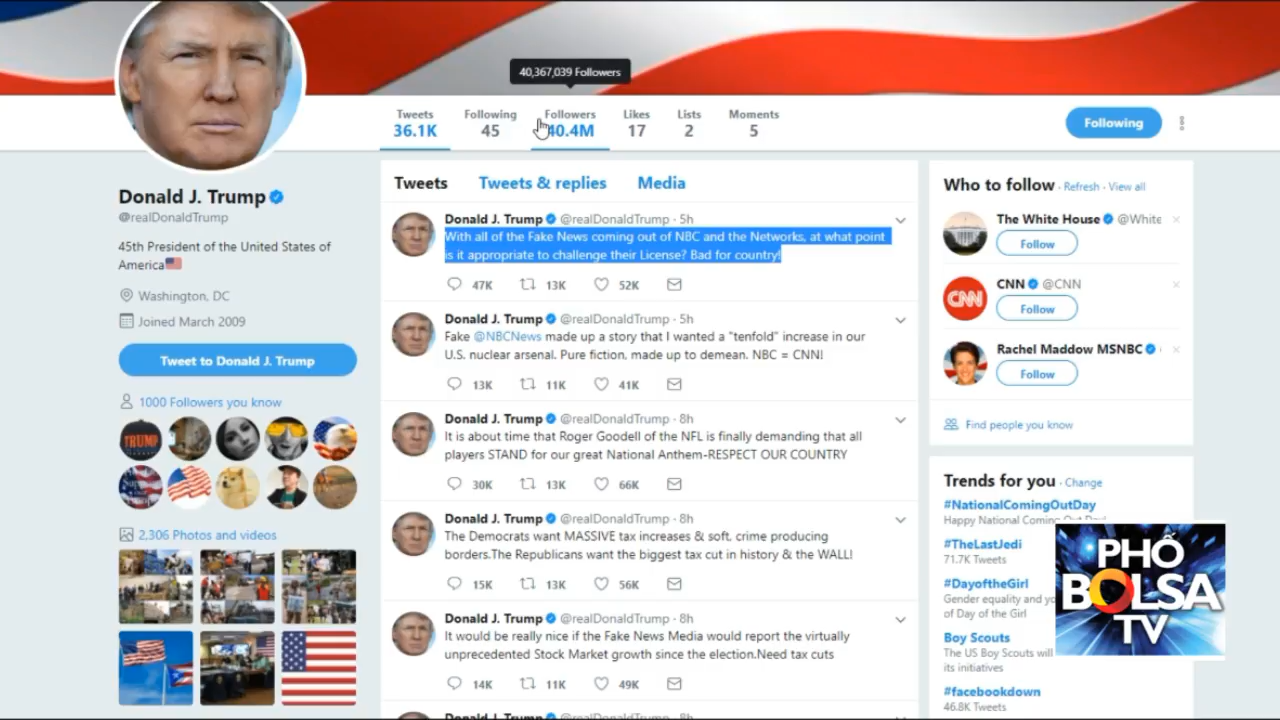 40,367,039 Followers
Tweets
36.1K
Following
45
Followers
40.4M
Likes
17
Lists
2
Moments
5
Following
Donald J. Trump
@realDonaldTrump
45th President of the United States of
America
Washington, DC
Joined March 2009
Tweet to Donald J. Trump
1000 Followers you know
TRUMP
2,306 Photos and videos
Tweets Tweets & replies Media
Donald J. Trump @realDonaldTrump · 5h
With all of the Fake News coming out of NBC and the Networks, at what point
is it appropriate to challenge their License? Bad for country!
47K 13K 52K
Donald J. Trump @realDonaldTrump · 5h
Fake @NBCNews made up a story that I wanted a "tenfold" increase in our
U.S. nuclear arsenal. Pure fiction, made up to demean. NBC = CNN!
13K 11K 41K
Donald J. Trump @realDonaldTrump · 8h
It is about time that Roger Goodell of the NFL is finally demanding that all
players STAND for our great National Anthem-RESPECT OUR COUNTRY
30K 13K 66K
Donald J. Trump @realDonaldTrump · 8h
The Democrats want MASSIVE tax increases & soft, crime producing
borders.The Republicans want the biggest tax cut in history & the WALL!
15K 13K 56K
Donald J. Trump @realDonaldTrump · 8h
It would be really nice if the Fake News Media would report the virtually
unprecedented Stock Market growth since the election.Need tax cuts
14K 11K 49K
Donald J. Trump @realDonaldTrump · 8h
Who to follow · Refresh · View all
The White House @White
Follow
CNN
CNN @CNN
Follow
Rachel Maddow MSNBC
Follow
Find people you know
Trends for you · Change
#NationalComingOutDay
Happy National Coming Out Day!
#TheLastJedi
71.7K Tweets
#DayoftheGirl
Gender equality and yo
of Day of the Girl
Boy Scouts
The US Boy Scouts will
its initiatives
#facebookdown
46.8K Tweets
PHỐ
BOLSA
TV